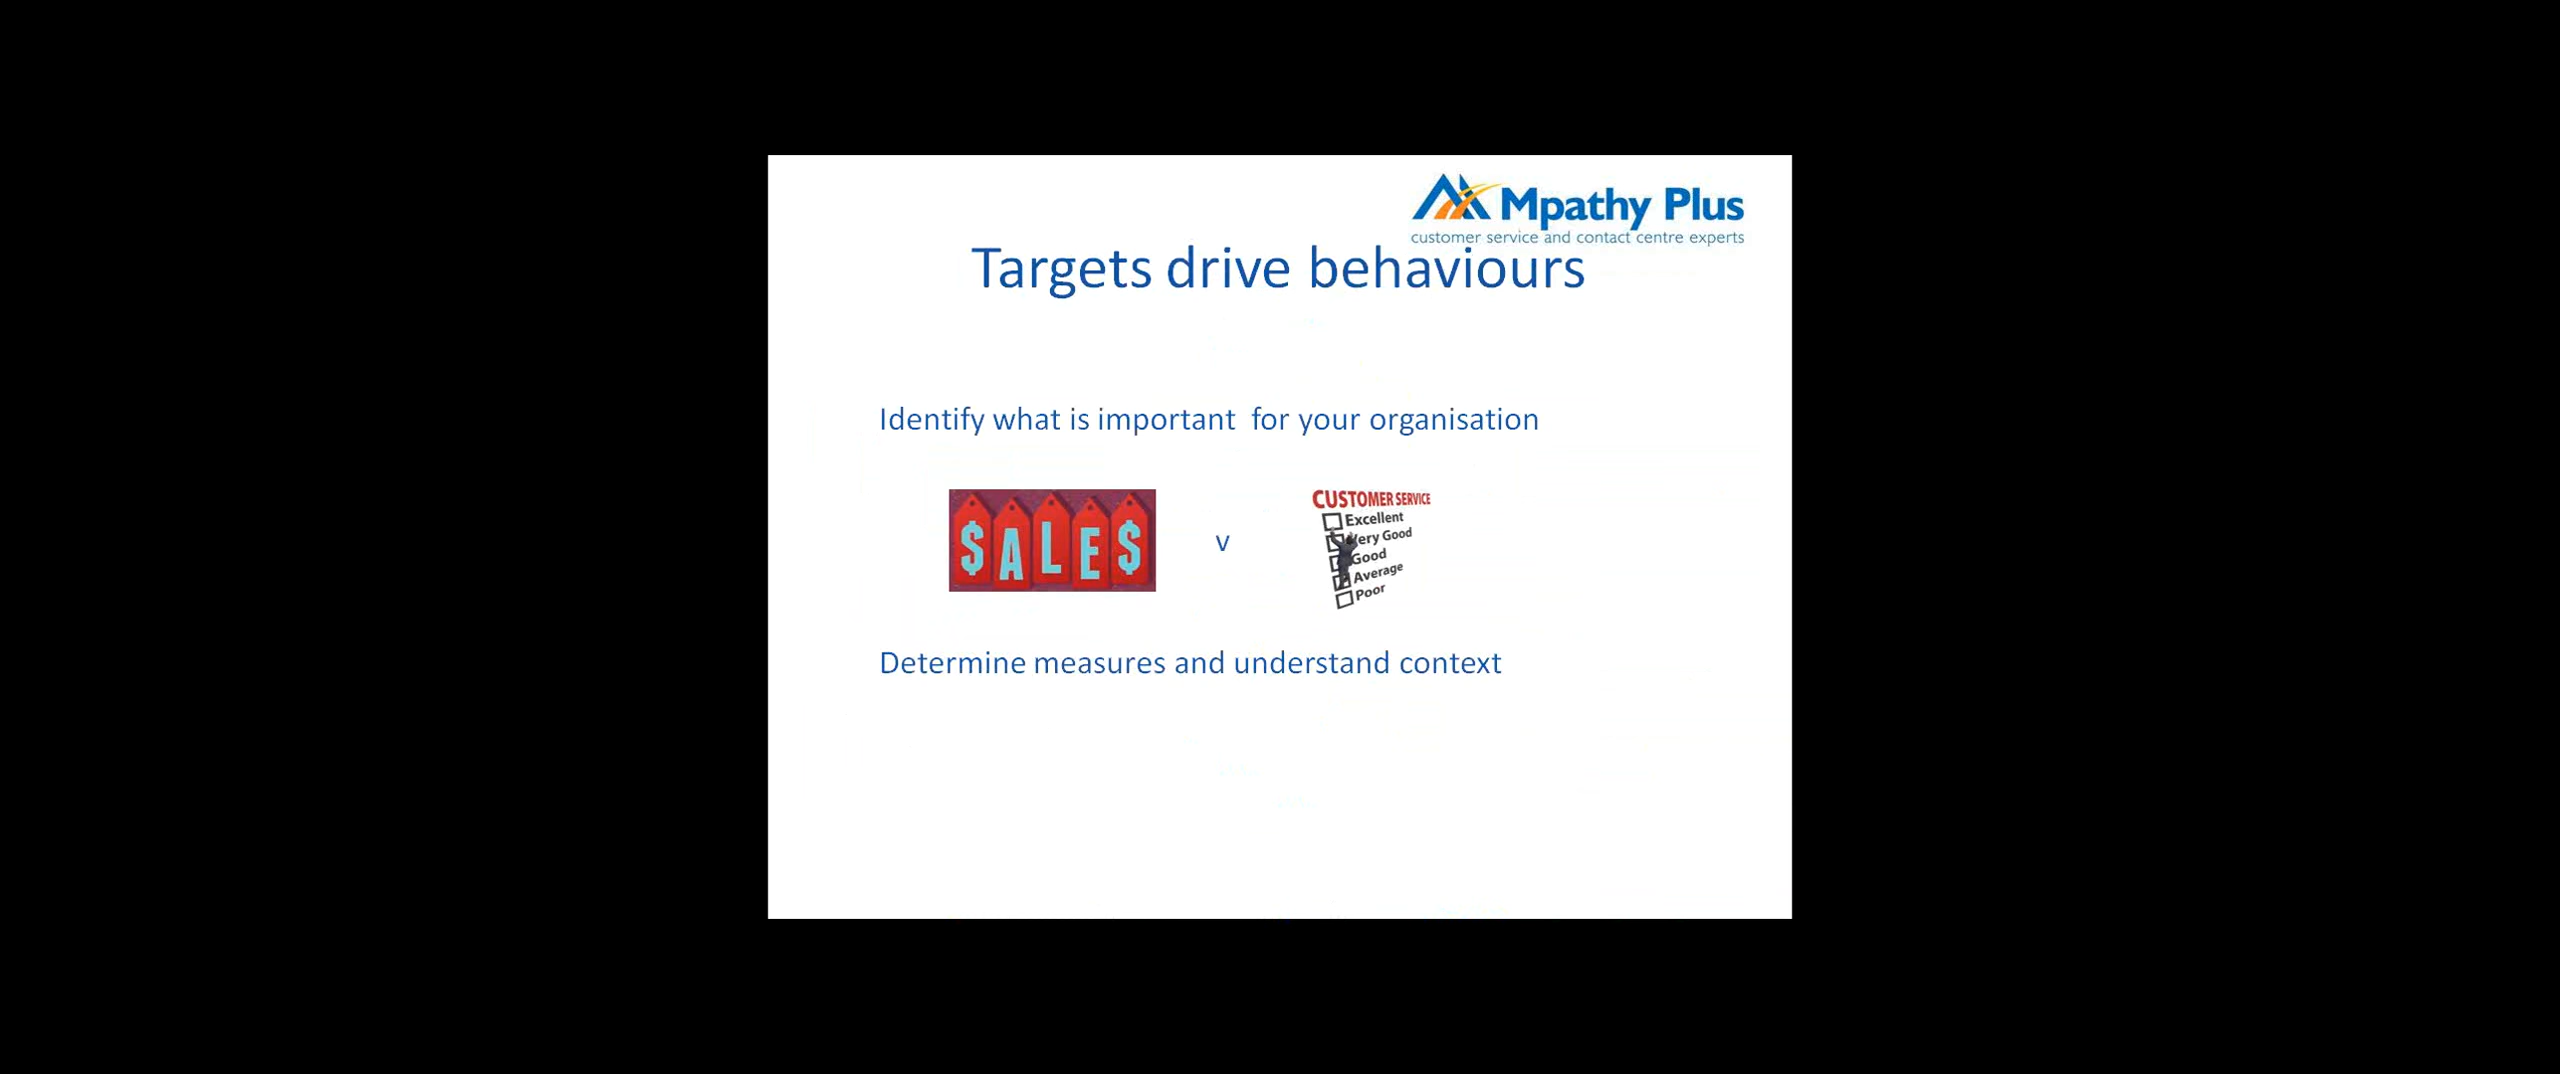 Mpathy Plus
customer service and contact centre experts
Targets drive behaviours
Identify what is important for your organisation
$ALE$
v
CUSTOMER SERVICE
Excellent
Very Good
Good
Average
Poor
Determine measures and understand context